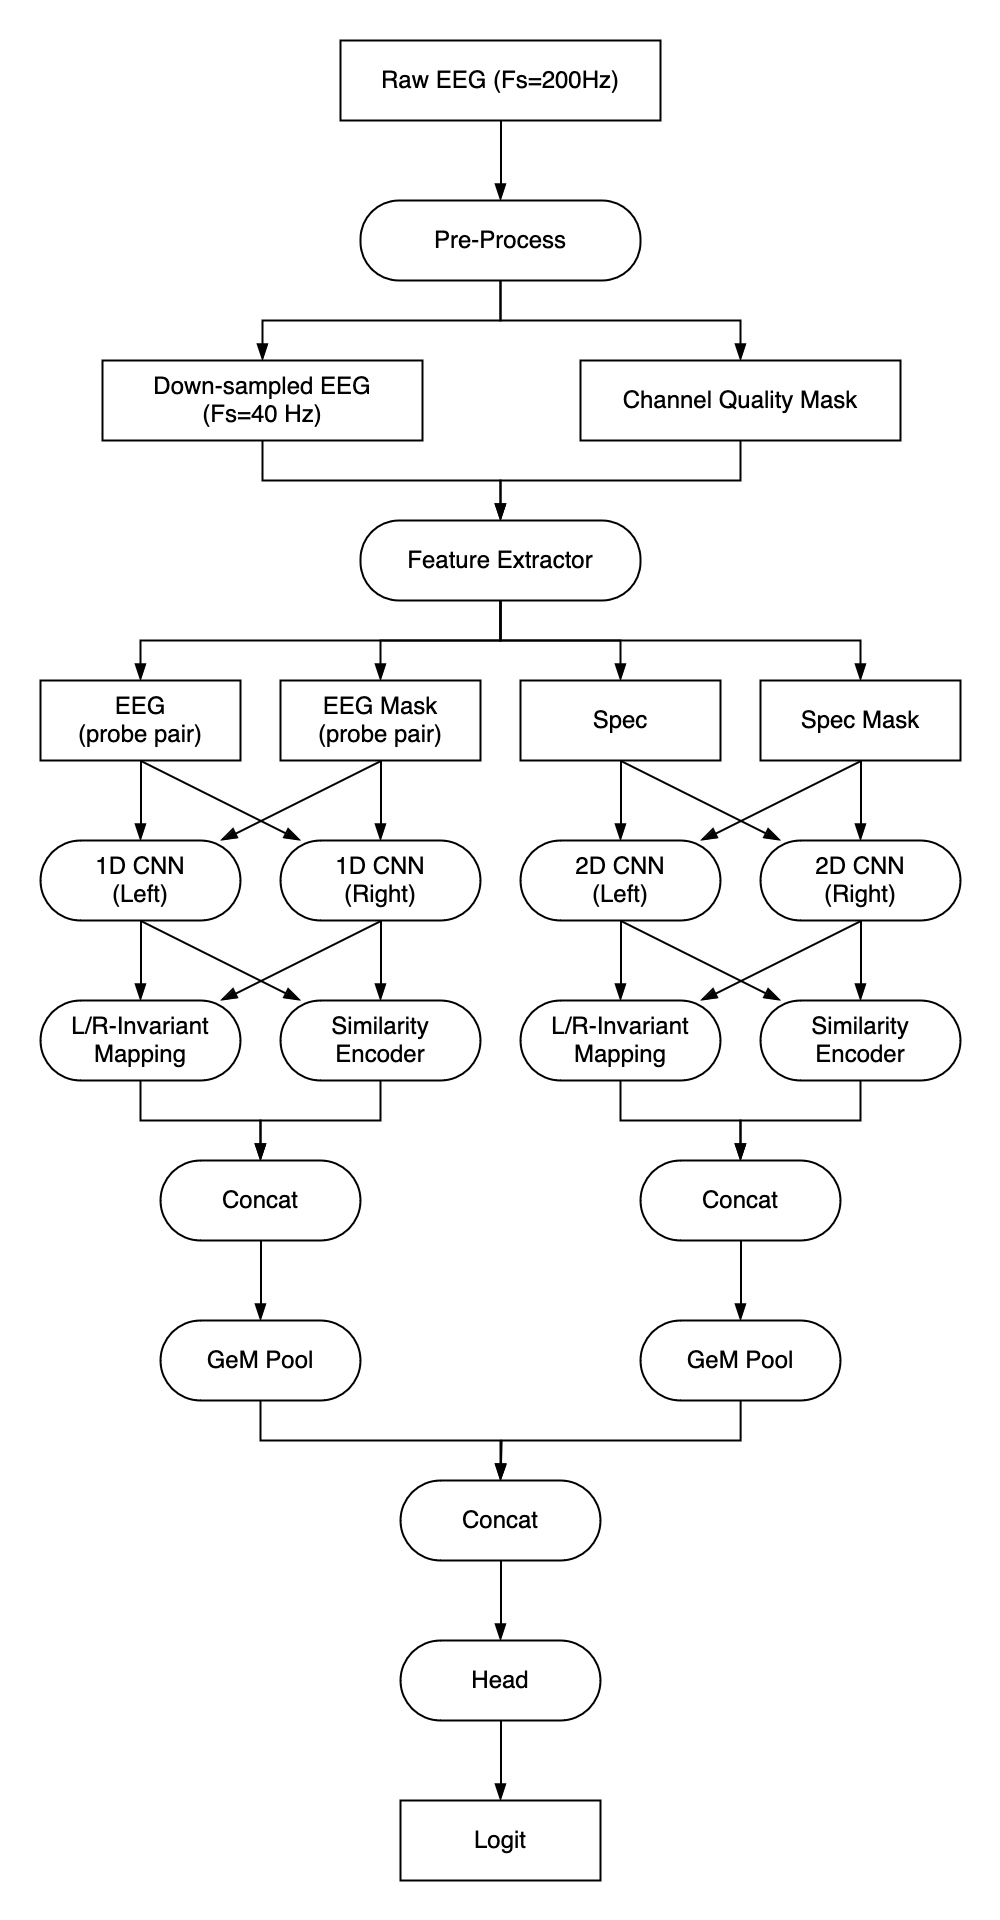 Raw EEG (Fs=200Hz)
Pre-Process
Down-sampled EEG
(Fs=40 Hz)
Channel Quality Mask
Feature Extractor
EEG
(probe pair)
EEG Mask
(probe pair)
Spec
Spec Mask
1D CNN
(Left)
1D CNN
(Right)
2D CNN
(Left)
2D CNN
(Right)
L/R-Invariant
Mapping
Similarity
Encoder
L/R-Invariant
Mapping
Similarity
Encoder
Concat
Concat
GeM Pool
GeM Pool
Concat
Head
Logit